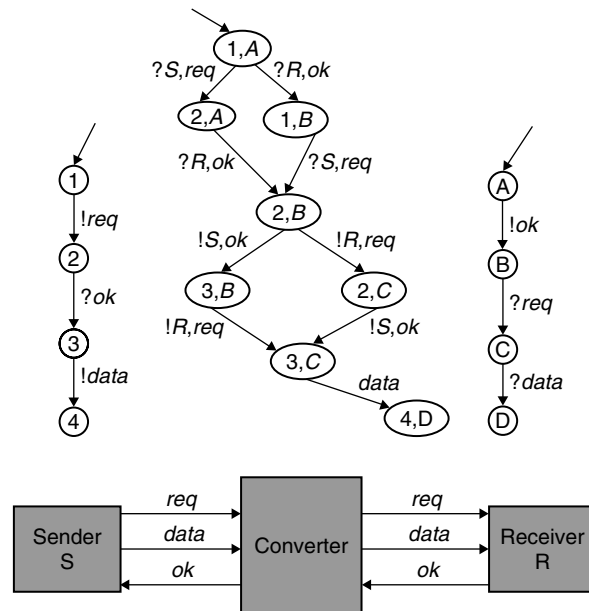 1,A
?S,req
?R,ok
2,A
1,B
?R,ok
?S,req
2,B
!S,ok
!R,req
3,B
2,C
!R,req
!S,ok
3,C
data
4,D
1
!req
2
?ok
3
!data
4
A
!ok
B
?req
C
?data
D
Sender
S
req
data
ok
Converter
req
data
ok
Receiver
R